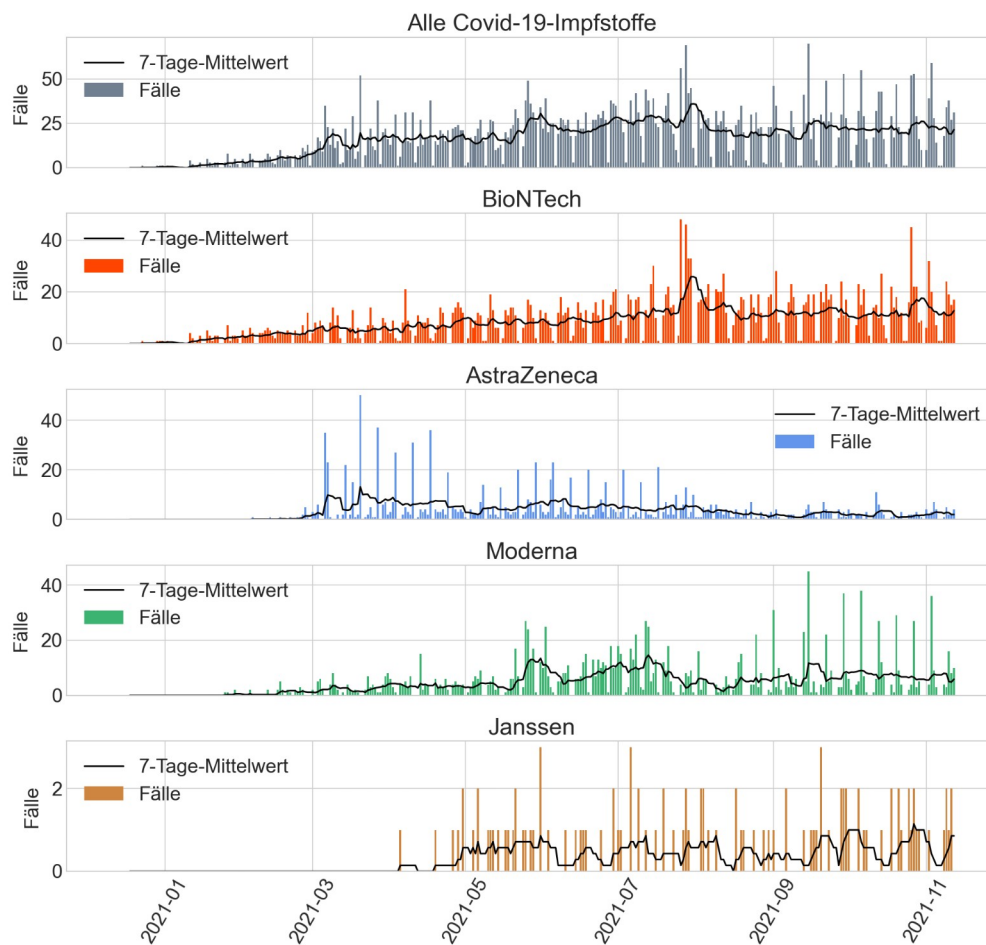 Alle Covid-19-Impfstoffe
Fälle
50
25
0
7-Tage-Mittelwert
Fälle
BioNTech
Fälle
40
20
0
7-Tage-Mittelwert
Fälle
AstraZeneca
Fälle
40
20
0
7-Tage-Mittelwert
Fälle
Moderna
Fälle
40
20
0
7-Tage-Mittelwert
Fälle
Janssen
Fälle
2
0
7-Tage-Mittelwert
Fälle
2021-01
2021-03
2021-05
2021-07
2021-09
2021-11